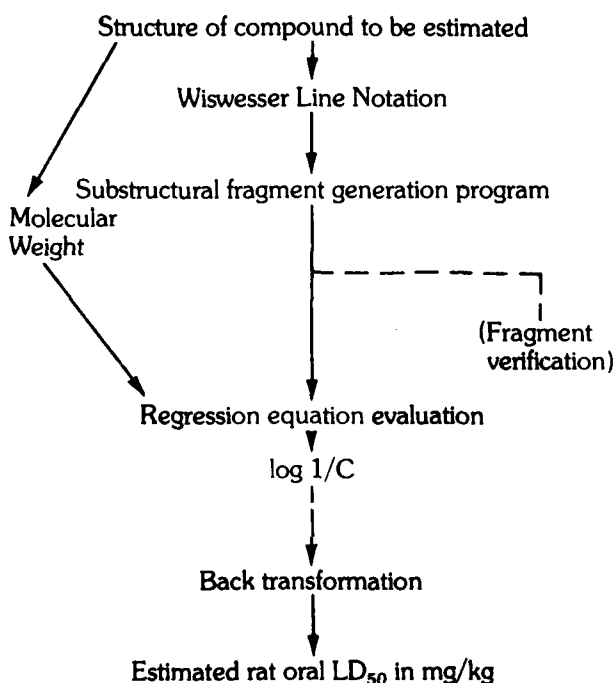 Structure of compound to be estimated
Wiswesser Line Notation
Substructural fragment generation program
Molecular
Weight
(Fragment
verification)
Regression equation evaluation
log 1/C
Back transformation
Estimated rat oral LD50 in mg/kg